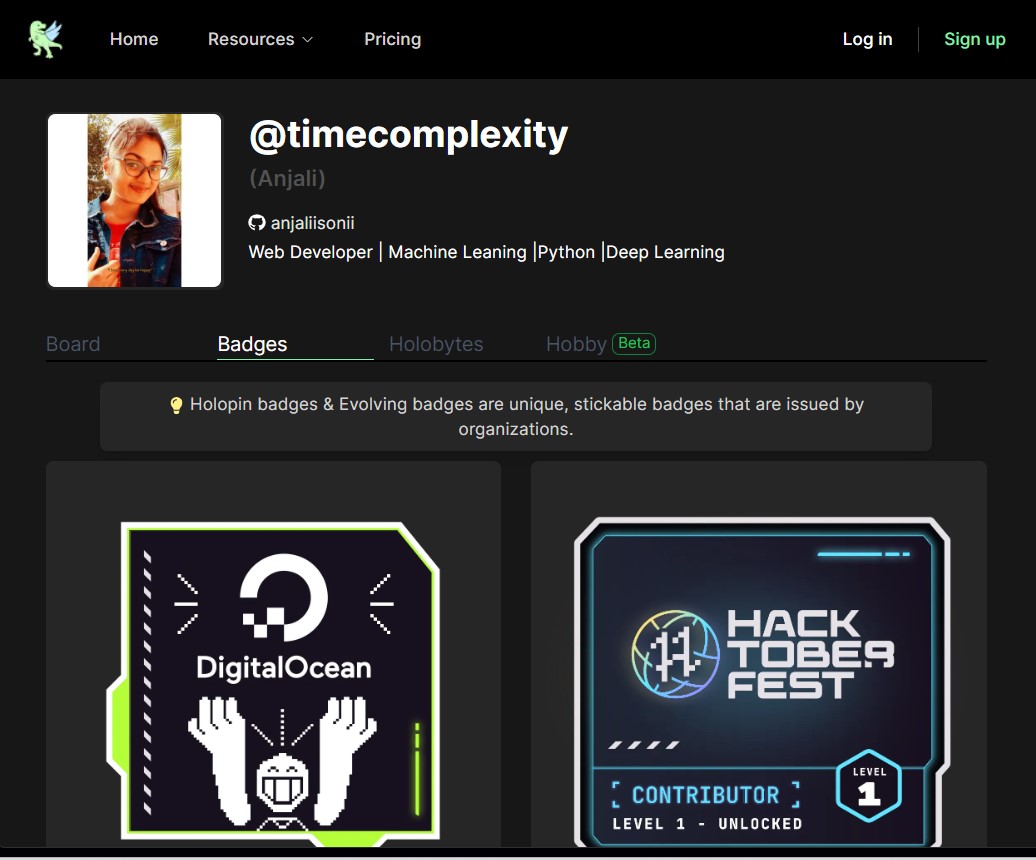 Home Resources Pricing Log in Sign up
@timecomplexity
(Anjali)
anjaliisonii
Web Developer | Machine Leaning |Python |Deep Learning
Board Badges Holobytes Hobby Beta
Holopin badges & Evolving badges are unique, stickable badges that are issued by
organizations.
DigitalOcean
11
HACK
TOBER
FEST
LEVEL
1
[ CONTRIBUTOR ]
LEVEL 1 - UNLOCKED